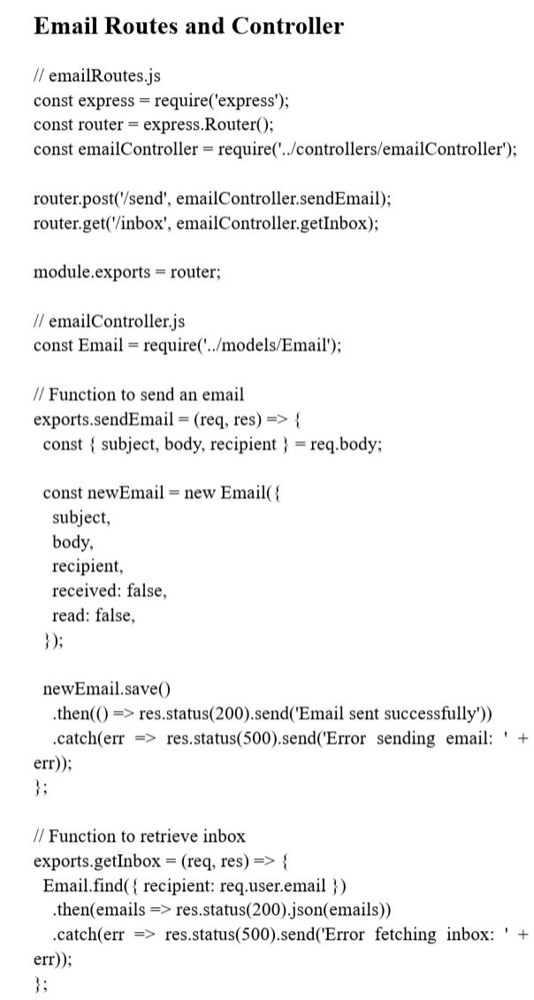 Email Routes and Controller
// emailRoutes.js
const express = require('express');
const router = express.Router();
const emailController = require('../controllers/emailController');
router.post('/send', emailController.sendEmail);
router.get('/inbox', emailController.getInbox);
module.exports = router;
// emailController.js
const Email = require('../models/Email');
// Function to send an email
exports.sendEmail = (req, res) => {
const { subject, body, recipient } = req.body;
const newEmail = new Email({
subject,
body,
recipient,
received: false,
read: false,
});
newEmail.save()
.then(() => res.status(200).send('Email sent successfully'))
.catch(err => res.status(500).send('Error sending email: ' +
err));
};
// Function to retrieve inbox
exports.getInbox = (req, res) => {
Email.find({ recipient: req.user.email })
.then(emails => res.status(200).json(emails))
.catch(err => res.status(500).send('Error fetching inbox: ' +
err));
};